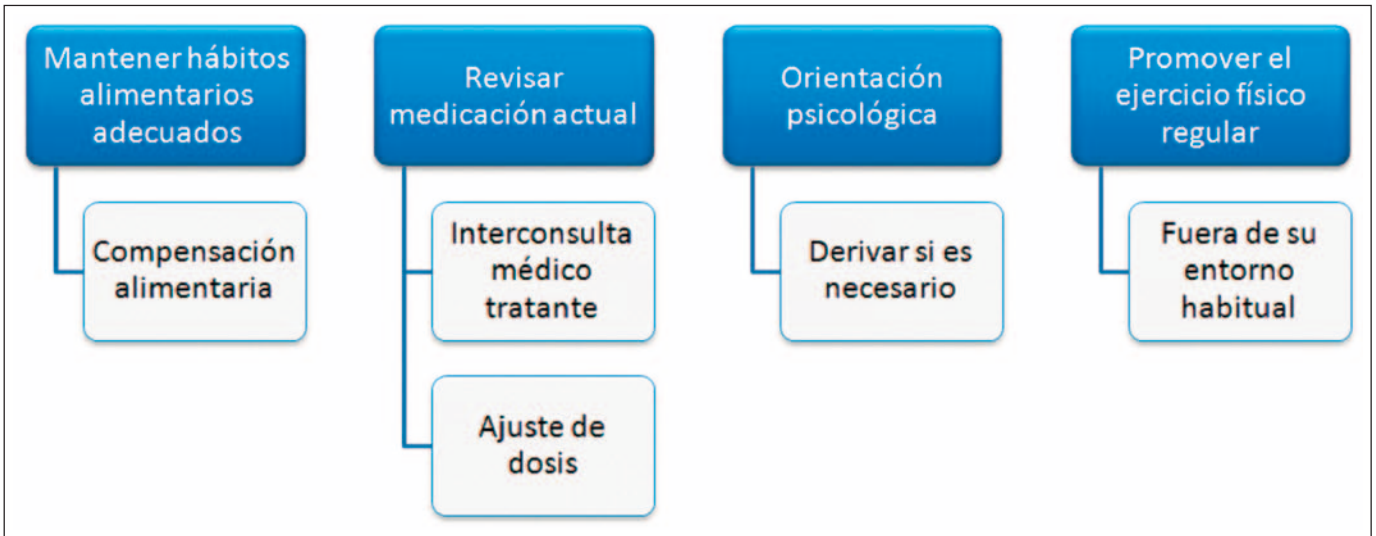 Mantener hábitos
alimentarios
adecuados
Compensación
alimentaria
Revisar
medicación actual
Interconsulta
médico
tratante
Ajuste de
dosis
Orientación
psicológica
Derivar si es
necesario
Promover el
ejercicio físico
regular
Fuera de su
entorno
habitual